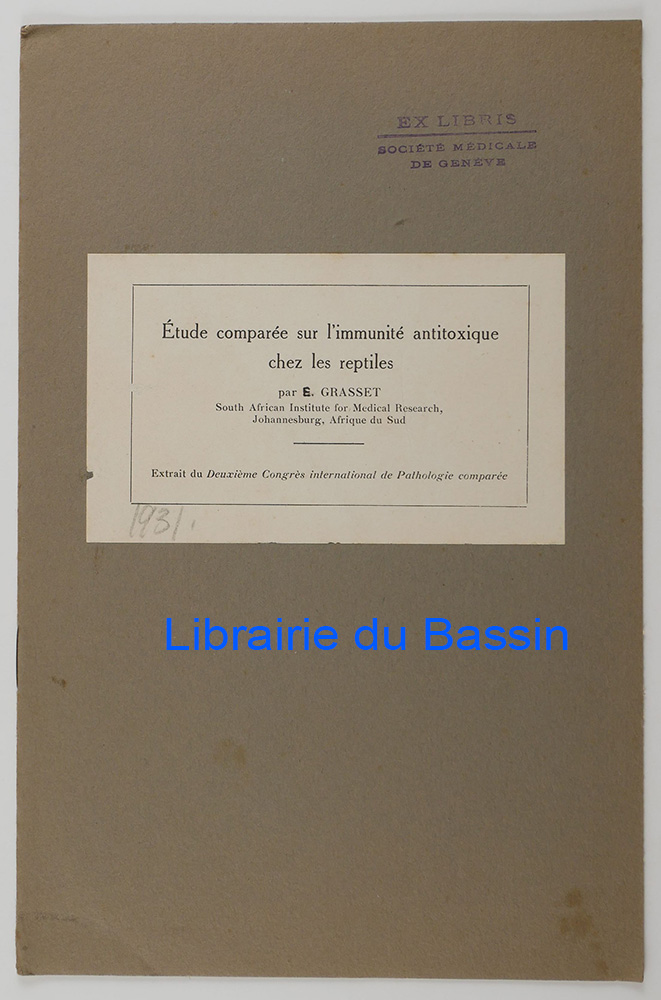 EX LIBRIS
SOCIÉTÉ MÉDICALE
DE GENÈVE
Étude comparée sur l'immunité antitoxique
chez les reptiles
par E. GRASSET
South African Institute for Medical Research,
Johannesburg, Afrique du Sud
Extrait du Deuxième Congrès international de Pathologie comparée
1931.
Librairie du Bassin